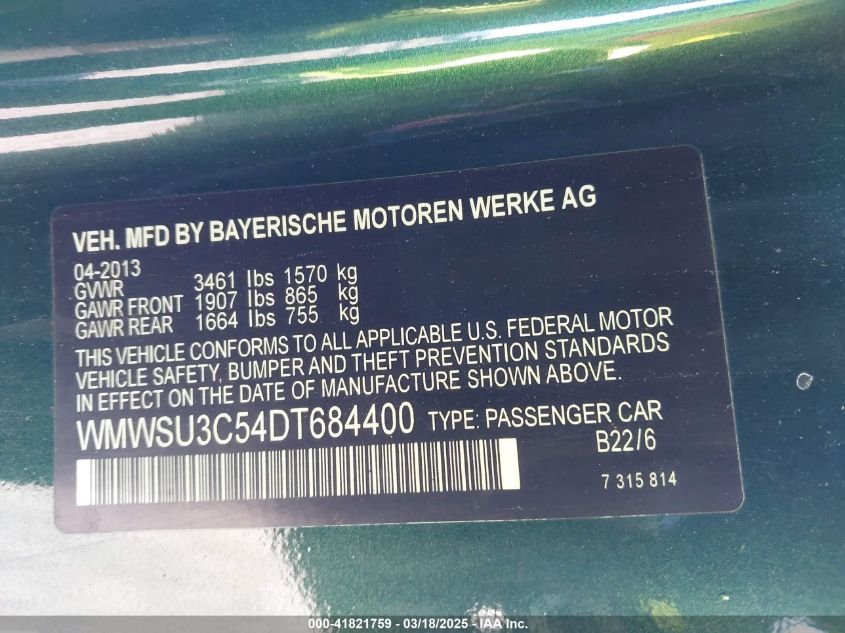 VEH. MFD BY BAYERISCHE MOTOREN WERKE AG
04-2013
GVWR 3461 lbs 1570 kg
GAWR FRONT 1907 lbs 865 kg
GAWR REAR 1664 lbs 755 kg
THIS VEHICLE CONFORMS TO ALL APPLICABLE U.S. FEDERAL MOTOR
VEHICLE SAFETY, BUMPER AND THEFT PREVENTION STANDARDS
IN EFFECT ON THE DATE OF MANUFACTURE SHOWN ABOVE.
WMWSU3C54DT684400 TYPE: PASSENGER CAR
B22/6
7 315 814
000-41821759 - 03/18/2025 - IAA Inc.